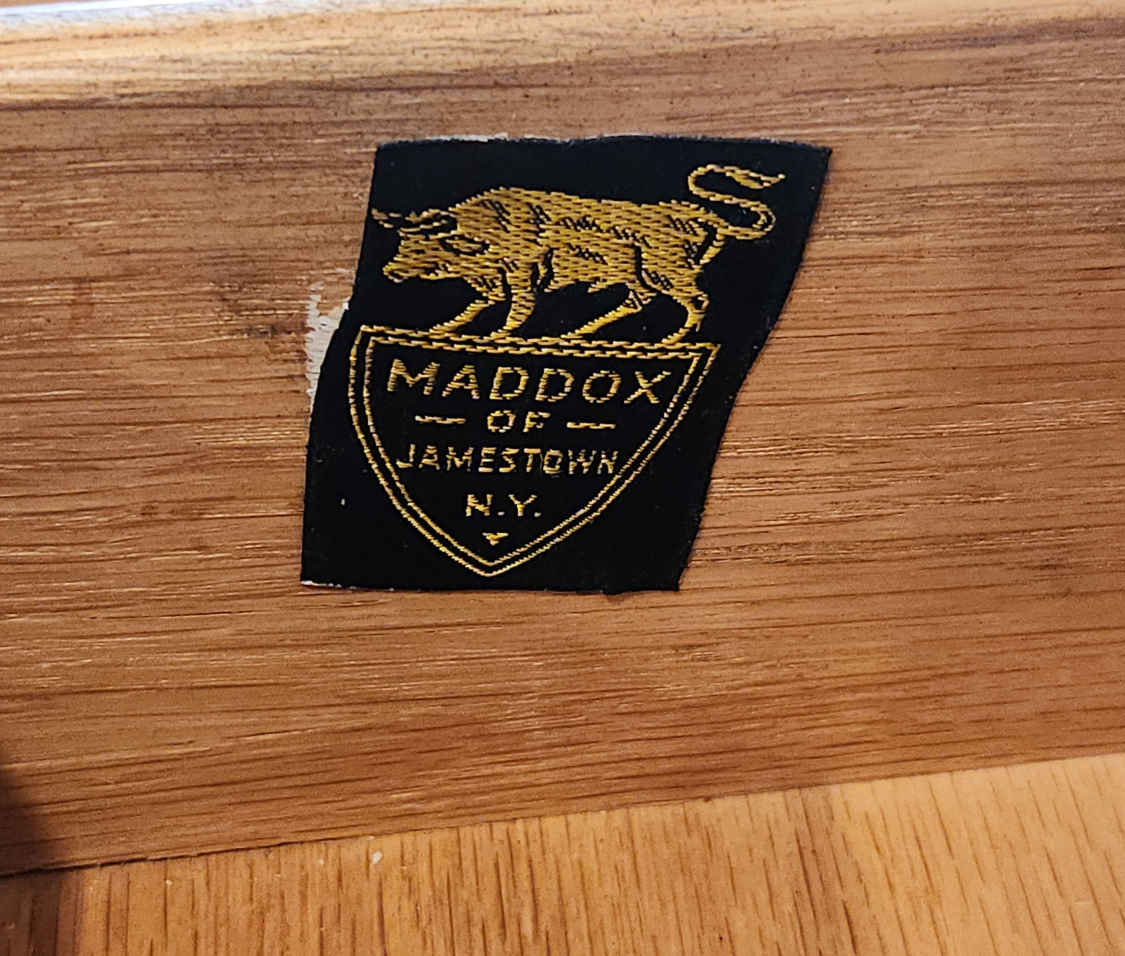 MADDOX
— OF —
JAMESTOWN
N.Y.